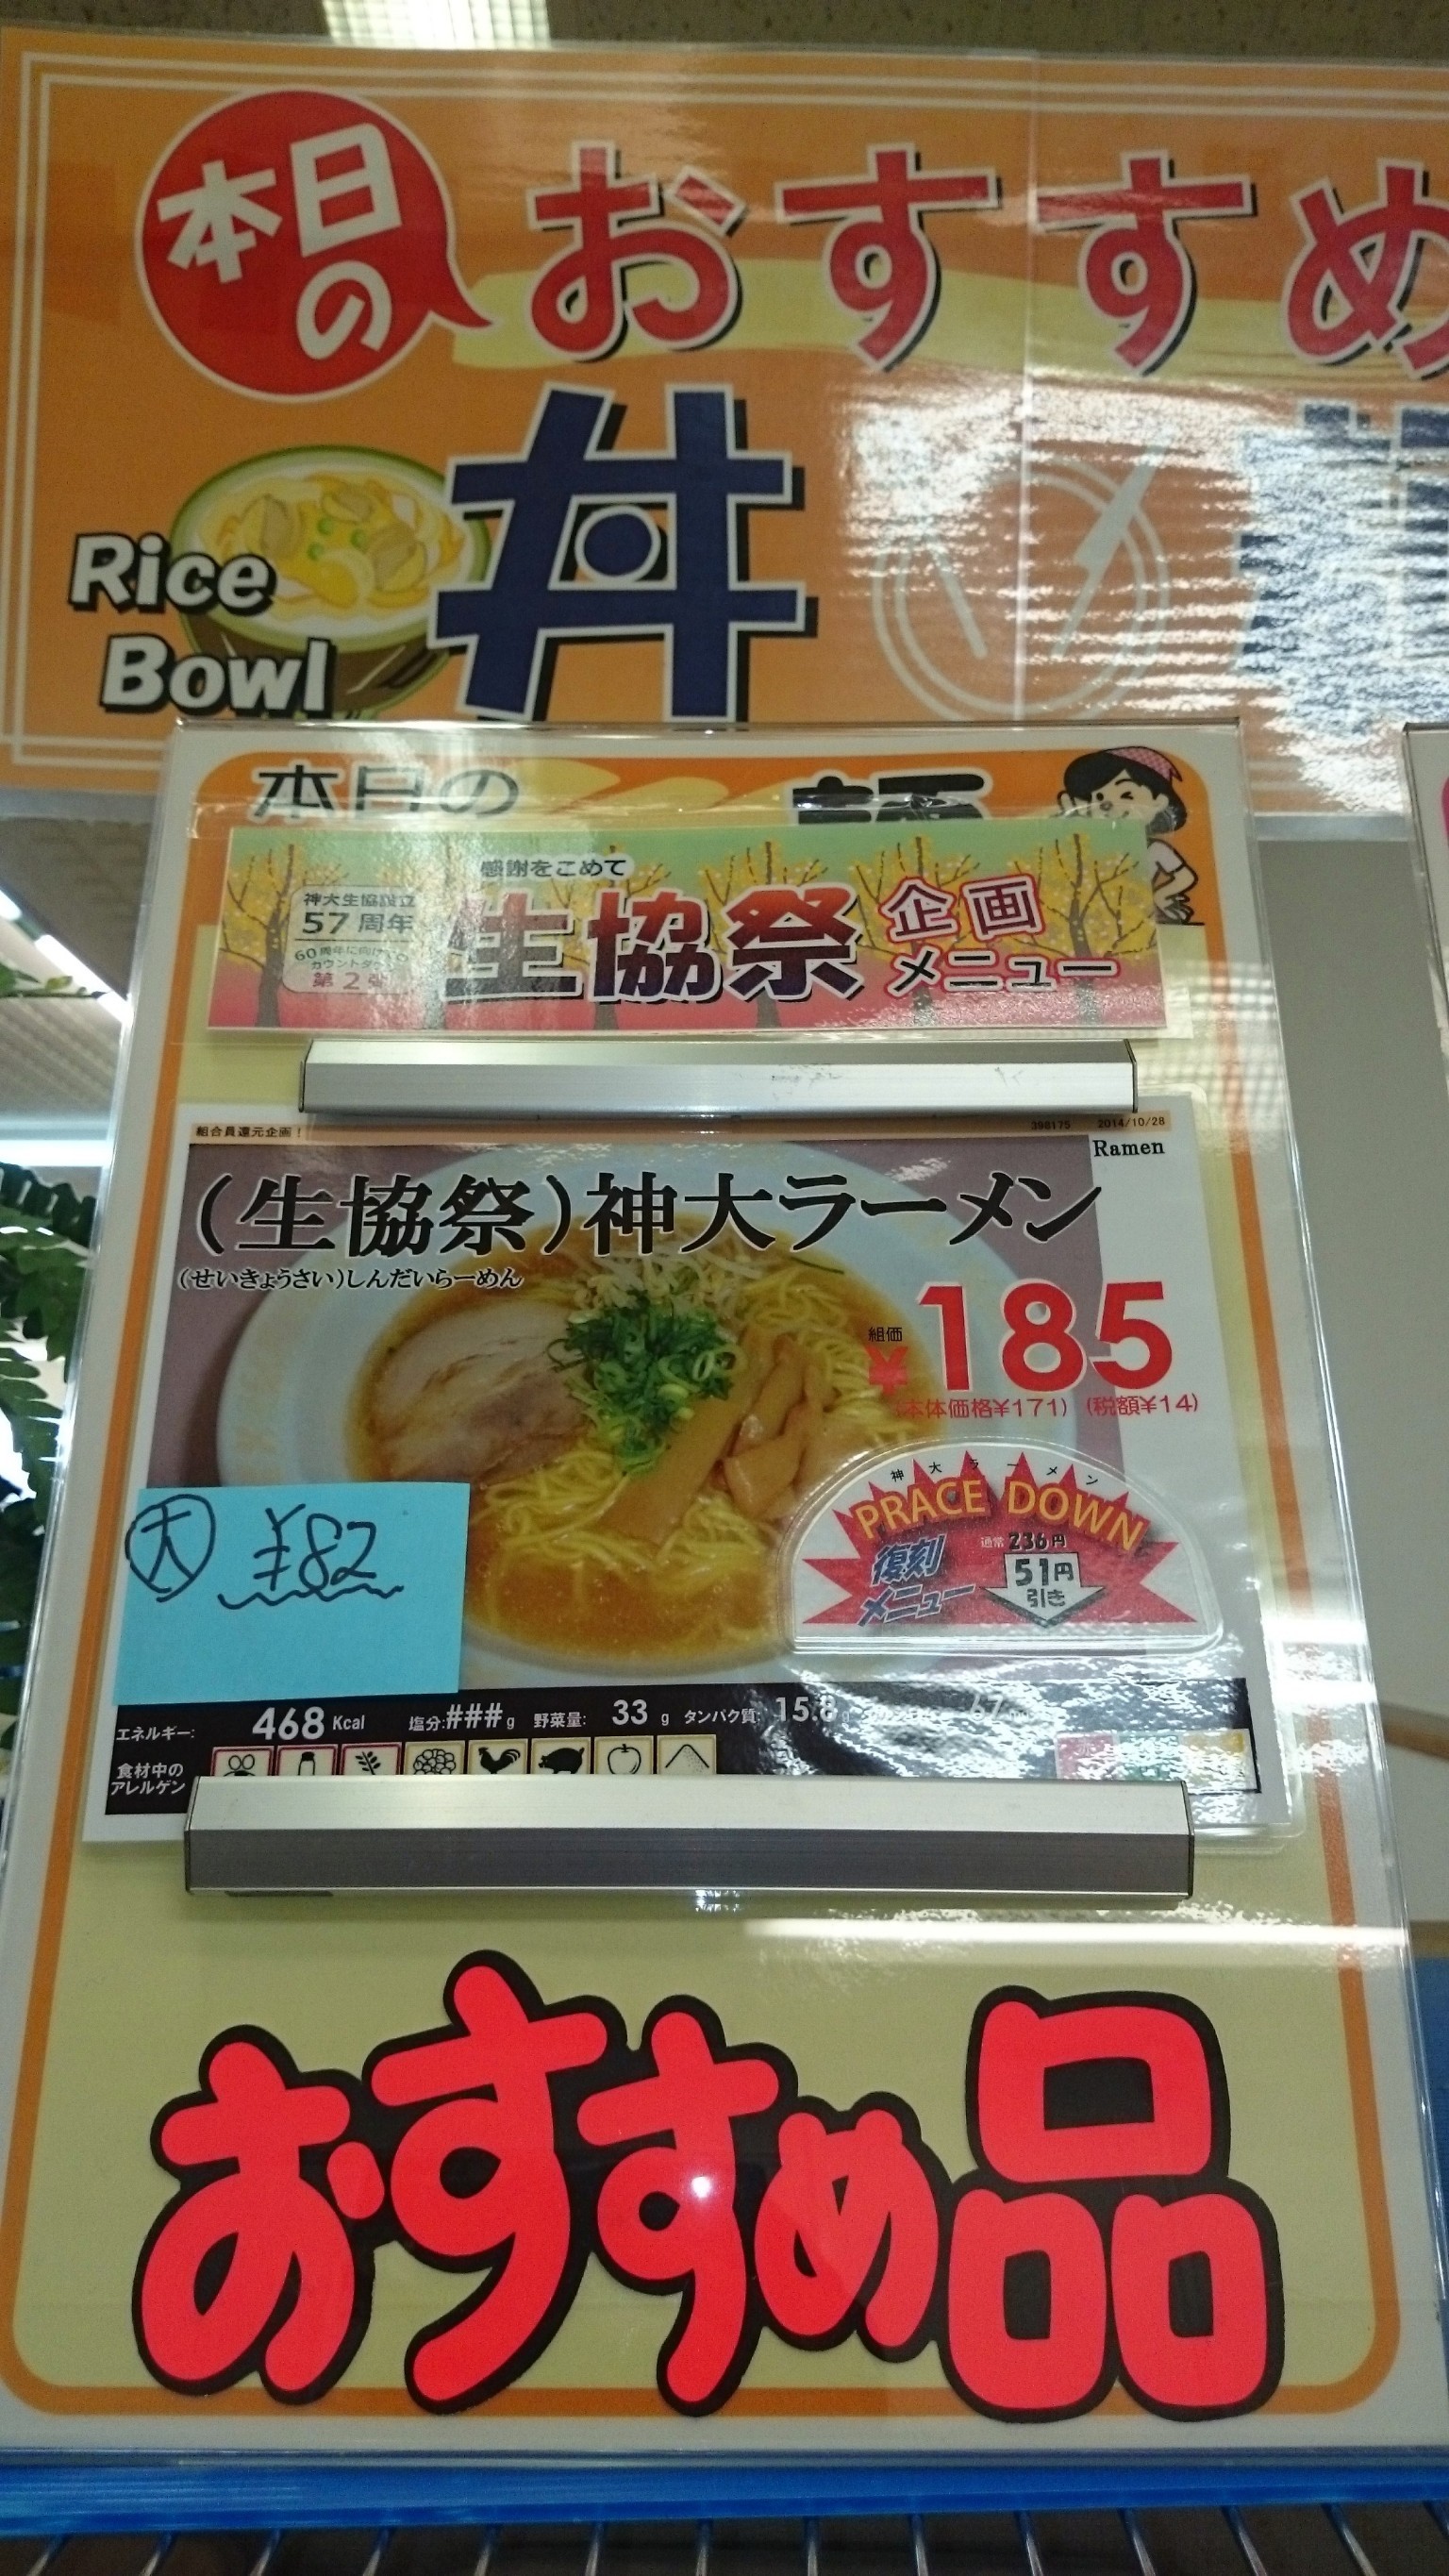 本日の
おすすめ
Rice
Bowl
丼
本日の
麺
感謝をこめて
神大生協設立
57周年
60周年に向けての
カウントダウン
第2弾
生協祭 企画
メニュー
組合員還元企画！
398175 2014/10/28
Ramen
（生協祭）神大ラーメン
（せいきょうさい）しんだいらーめん
組価
¥185
（本体価格¥171） （税額¥14）
神大ラーメン
PRACE DOWN
復刻
メニュー
通常 236円
51円
引き
大 ¥82
エネルギー: 468 Kcal 塩分:### g 野菜量: 33 g タンパク質: 15.8 g
食材中の
アレルゲン
おすすめ品